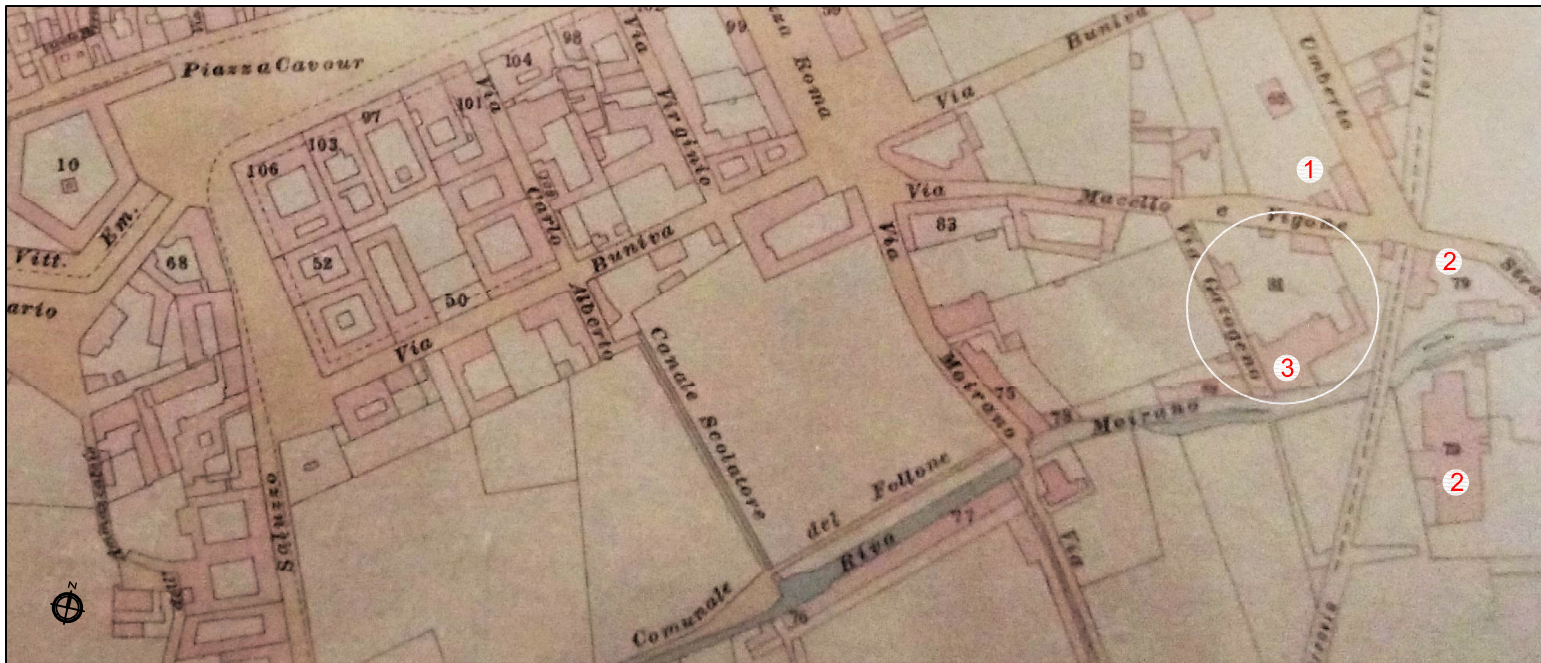 Piazza Cavour
98
104
Via
99
Roma
Via Buniva
Umberto
10
106
103
97
101
Via
Virginio
Carlo
Em.
Vitt.
ario
68
52
50
Via
Buniva
Alberto
Via
83
Macello
e
Vigone
1
Via
Via
2
79
Stra
3
Canale Scolatore
Moirano
75
78
Moirano
Saluzzo
Comunale
del
Follone
Riva
77
76
Via
2
N